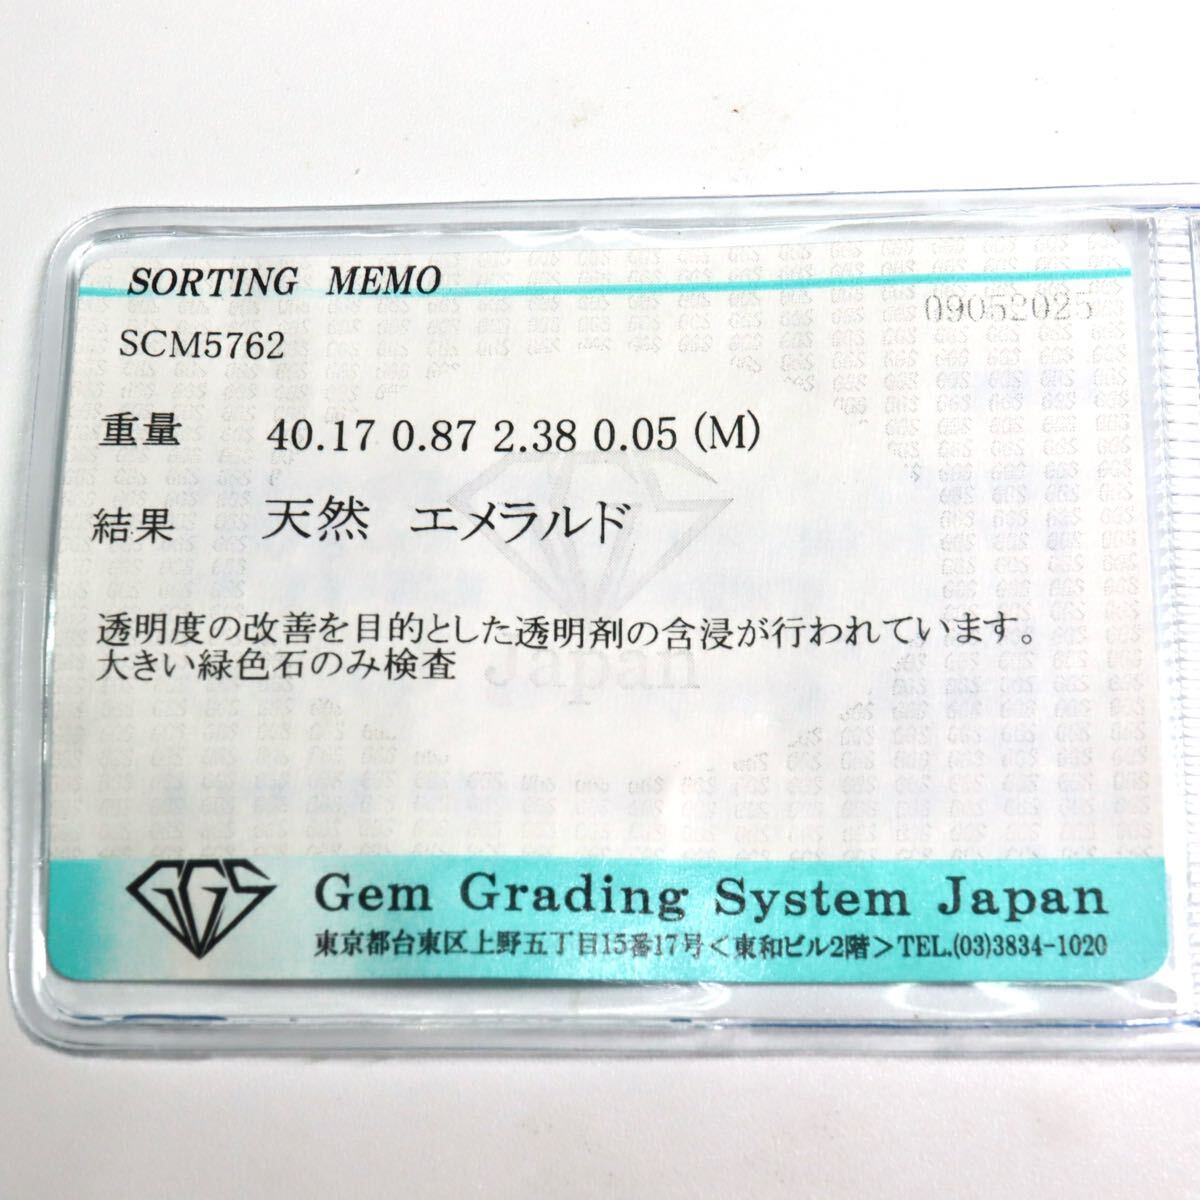 SORTING MEMO
09052025
SCM5762
重量 40.17 0.87 2.38 0.05 (M)
結果 天然 エメラルド
透明度の改善を目的とした透明剤の含浸が行われています。
大きい緑色石のみ検査
Japan
GGS Gem Grading System Japan
東京都台東区上野五丁目15番17号＜東和ビル2階＞TEL.(03)3834-1020